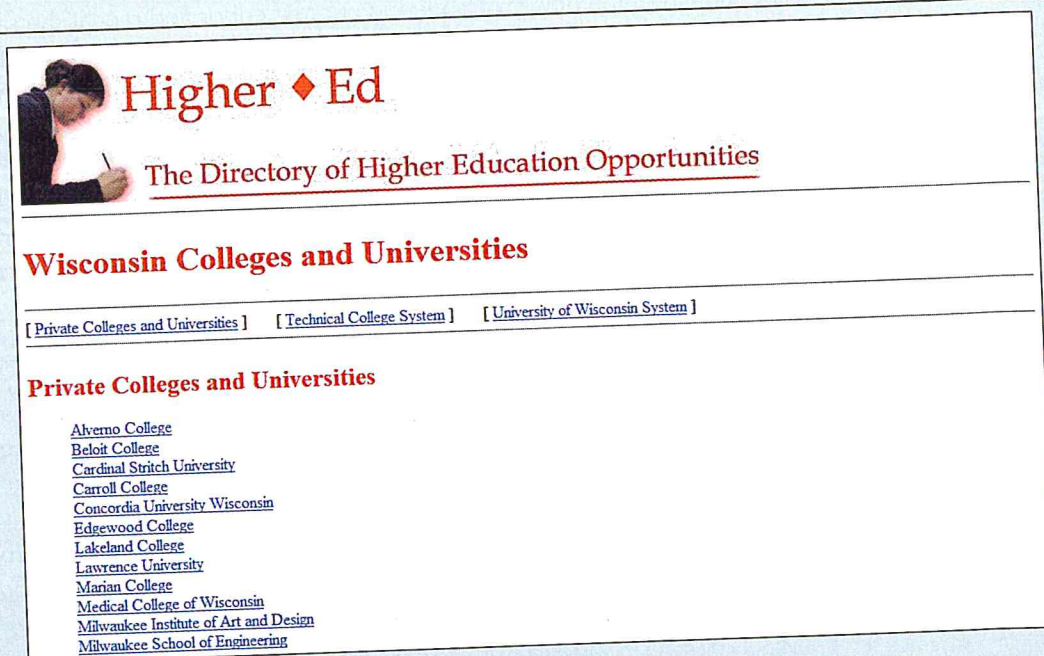 Higher ♦ Ed
The Directory of Higher Education Opportunities
Wisconsin Colleges and Universities
[ Private Colleges and Universities ] [ Technical College System ] [ University of Wisconsin System ]
Private Colleges and Universities
Alverno College
Beloit College
Cardinal Stritch University
Carroll College
Concordia University Wisconsin
Edgewood College
Lakeland College
Lawrence University
Marian College
Medical College of Wisconsin
Milwaukee Institute of Art and Design
Milwaukee School of Engineering